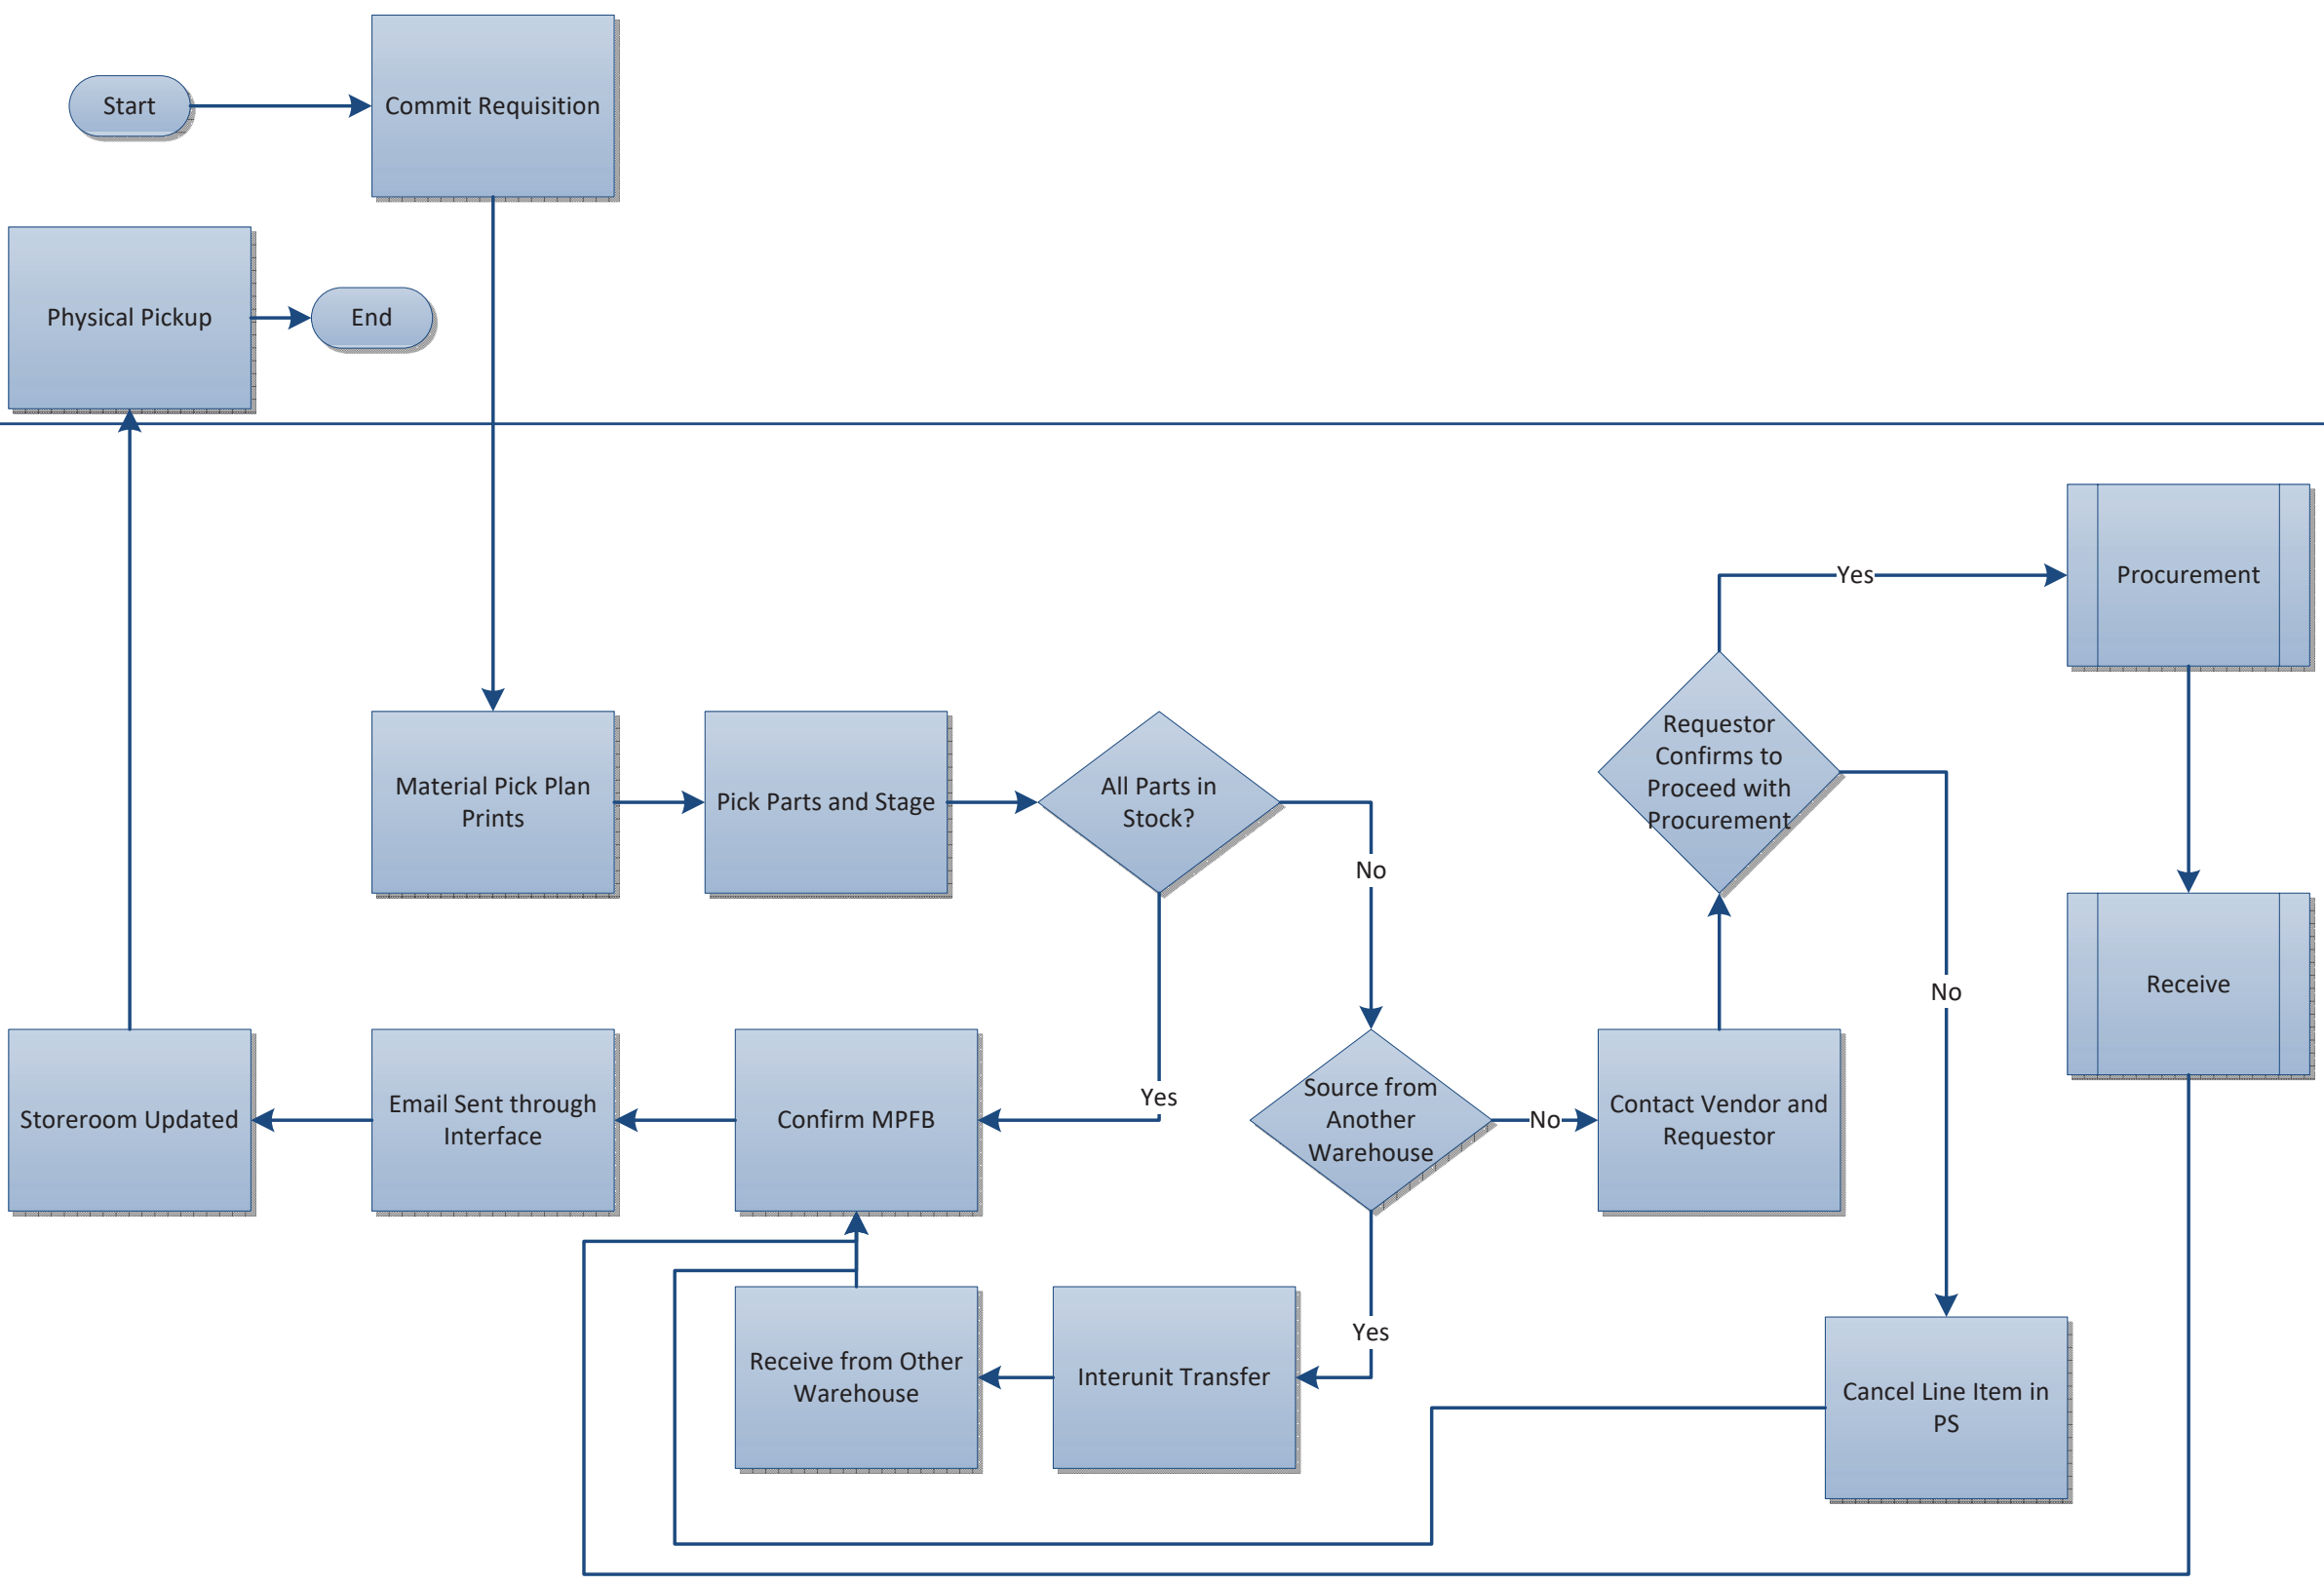 Start
Commit Requisition
Physical Pickup
End
Procurement
Yes
Requestor
Confirms to
Proceed with
Procurement
Material Pick Plan
Prints
Pick Parts and Stage
All Parts in
Stock?
No
No
Receive
Storeroom Updated
Email Sent through
Interface
Confirm MPFB
Yes
Source from
Another
Warehouse
No
Contact Vendor and
Requestor
Yes
Receive from Other
Warehouse
Interunit Transfer
Cancel Line Item in
PS